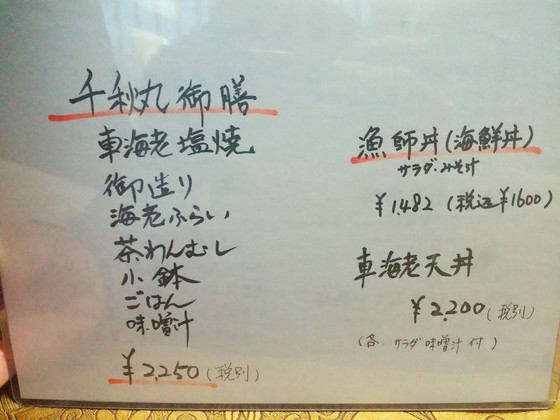 千秋丸御膳
車海老塩焼
御造り
海老ふらい
茶わんむし
小鉢
ごはん
味噌汁
¥2,250(税別)
漁師丼(海鮮丼)
サラダ・みそ汁
¥1,482(税込¥1600)
車海老天丼
¥2,200(税別)
(各、サラダ味噌汁付)